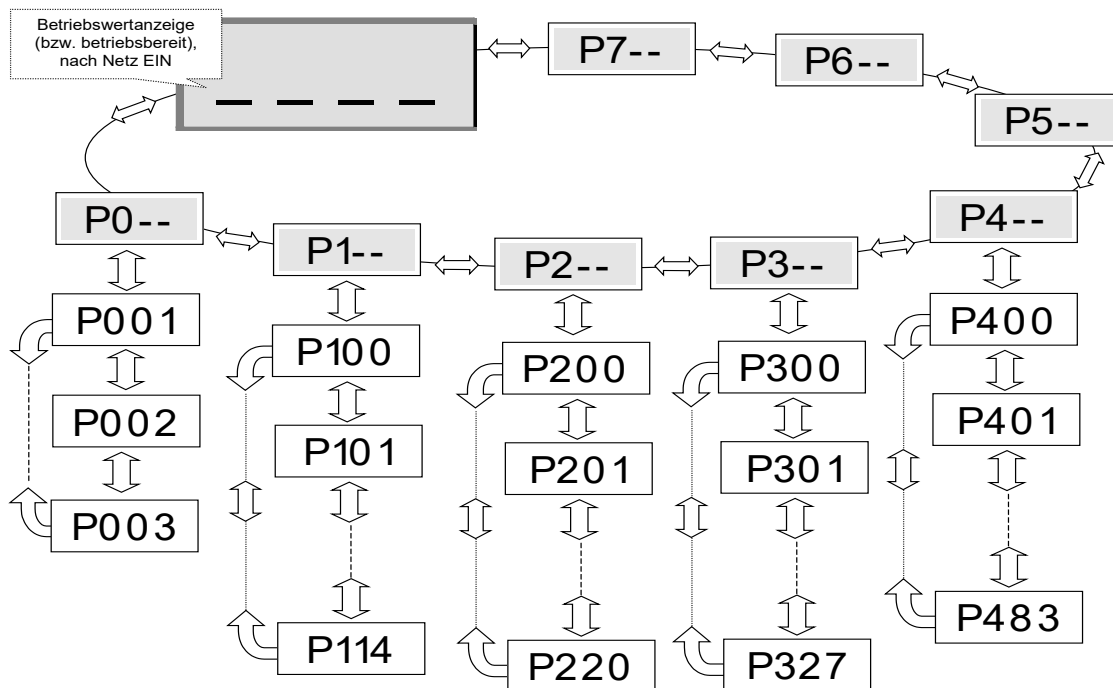 Betriebswertanzeige
(bzw. betriebsbereit),
nach Netz EIN
_ _ _ _
P7--
P6--
P5--
P0--
P1--
P2--
P3--
P4--
P001
P002
P003
P100
P101
P114
P200
P201
P220
P300
P301
P327
P400
P401
P483